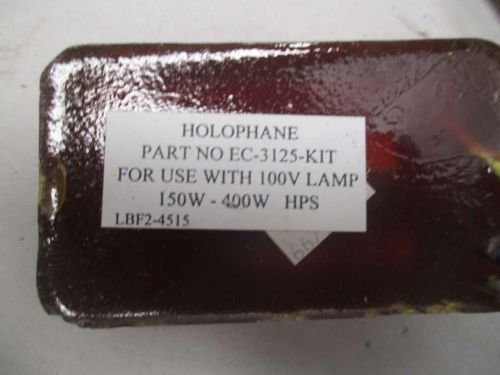 HOLOPHANE
PART NO EC-3125-KIT
FOR USE WITH 100V LAMP
150W - 400W HPS
LBF2-4515